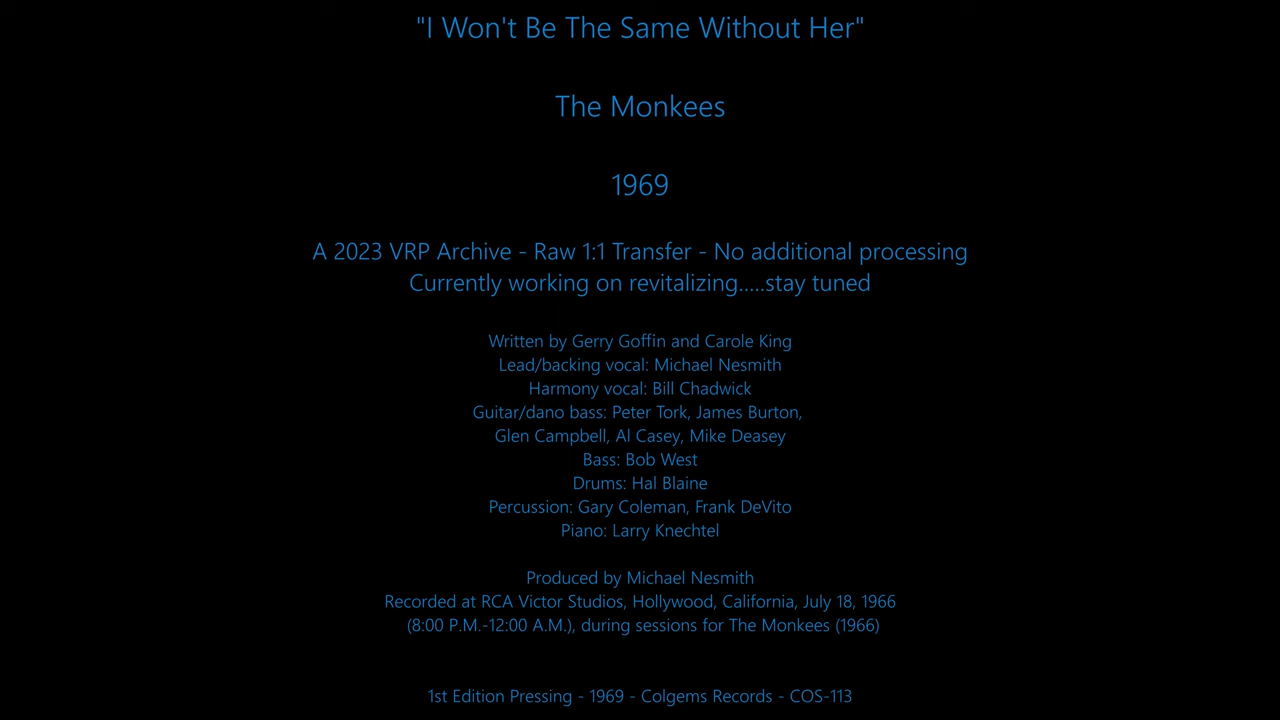 "I Won't Be The Same Without Her"
The Monkees
1969
A 2023 VRP Archive - Raw 1:1 Transfer - No additional processing
Currently working on revitalizing.....stay tuned
Written by Gerry Goffin and Carole King
Lead/backing vocal: Michael Nesmith
Harmony vocal: Bill Chadwick
Guitar/dano bass: Peter Tork, James Burton,
Glen Campbell, Al Casey, Mike Deasey
Bass: Bob West
Drums: Hal Blaine
Percussion: Gary Coleman, Frank DeVito
Piano: Larry Knechtel
Produced by Michael Nesmith
Recorded at RCA Victor Studios, Hollywood, California, July 18, 1966
(8:00 P.M.-12:00 A.M.), during sessions for The Monkees (1966)
1st Edition Pressing - 1969 - Colgems Records - COS-113